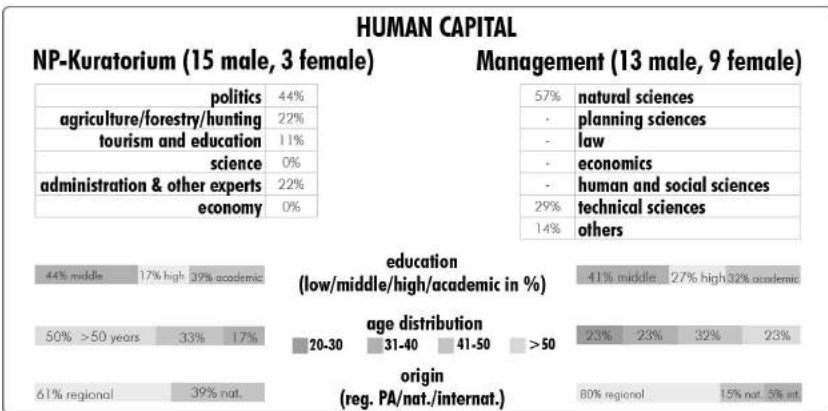 HUMAN CAPITAL
NP-Kuratorium (15 male, 3 female)
Management (13 male, 9 female)
politics 44%
agriculture/forestry/hunting 22%
tourism and education 11%
science 0%
administration & other experts 22%
economy 0%
57% natural sciences
- planning sciences
- law
- economics
- human and social sciences
29% technical sciences
14% others
education
(low/middle/high/academic in %)
44% middle 17% high 39% academic
41% middle 27% high 32% academic
age distribution
20-30 31-40 41-50 >50
50% >50 years 33% 17%
23% 23% 32% 23%
origin
(reg. PA/nat./internat.)
61% regional 39% nat.
80% regional 15% nat. 5% int.